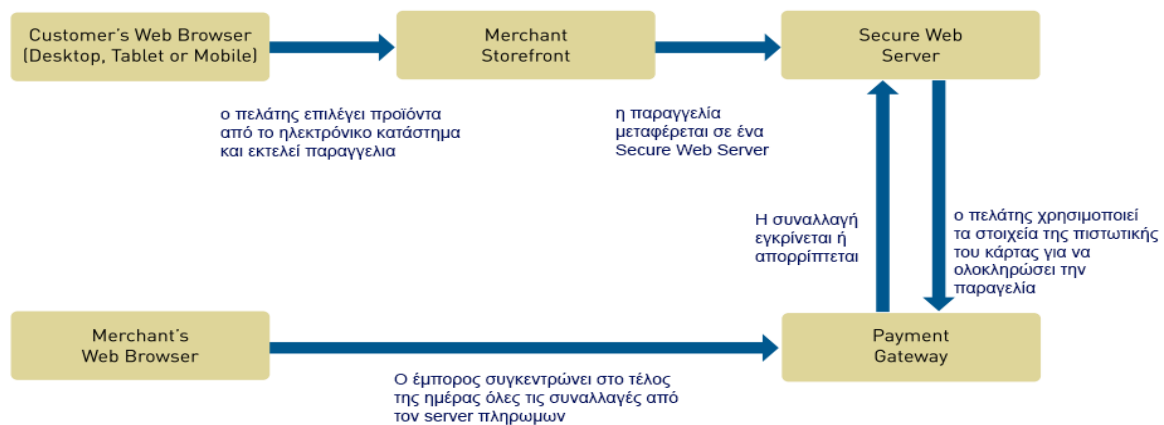 Customer's Web Browser
(Desktop, Tablet or Mobile)
Merchant
Storefront
Secure Web
Server
ο πελάτης επιλέγει προϊόντα
από το ηλεκτρόνικο κατάστημα
και εκτελεί παραγγελια
η παραγγελία
μεταφέρεται σε ένα
Secure Web Server
Η συναλλαγή
εγκρίνεται ή
απορρίπτεται
ο πελάτης χρησιμοποιεί
τα στοιχεία της πιστωτικής
του κάρτας για να
ολοκληρώσει την
παραγελία
Merchant's
Web Browser
Payment
Gateway
Ο έμπορος συγκεντρώνει στο τέλος
της ημέρας όλες τις συναλλαγές από
τον server πληρωμων